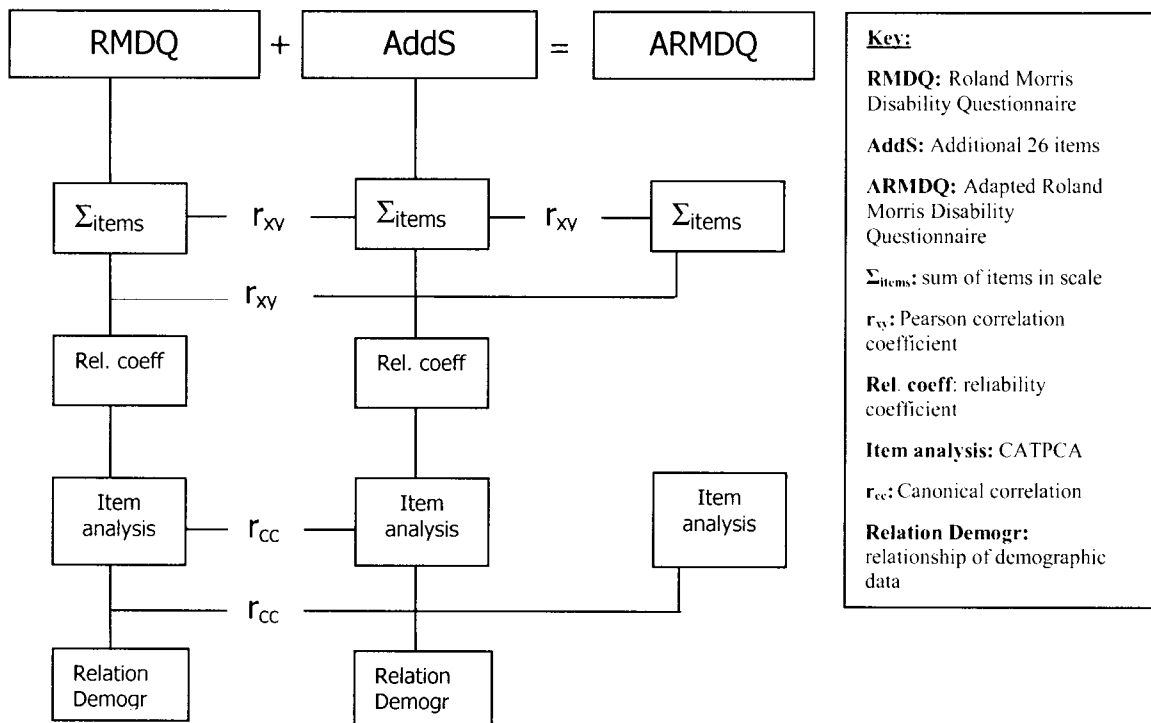 RMDQ + AddS = ARMDQ
Σitems rxy Σitems rxy Σitems
rxy
Rel. coeff Rel. coeff
Item
analysis rcc Item
analysis Item
analysis
rcc
Relation
Demogr Relation
Demogr
Key:
RMDQ: Roland Morris
Disability Questionnaire
AddS: Additional 26 items
ARMDQ: Adapted Roland
Morris Disability
Questionnaire
Σitems: sum of items in scale
rxy: Pearson correlation
coefficient
Rel. coeff: reliability
coefficient
Item analysis: CATPCA
rcc: Canonical correlation
Relation Demogr:
relationship of demographic
data